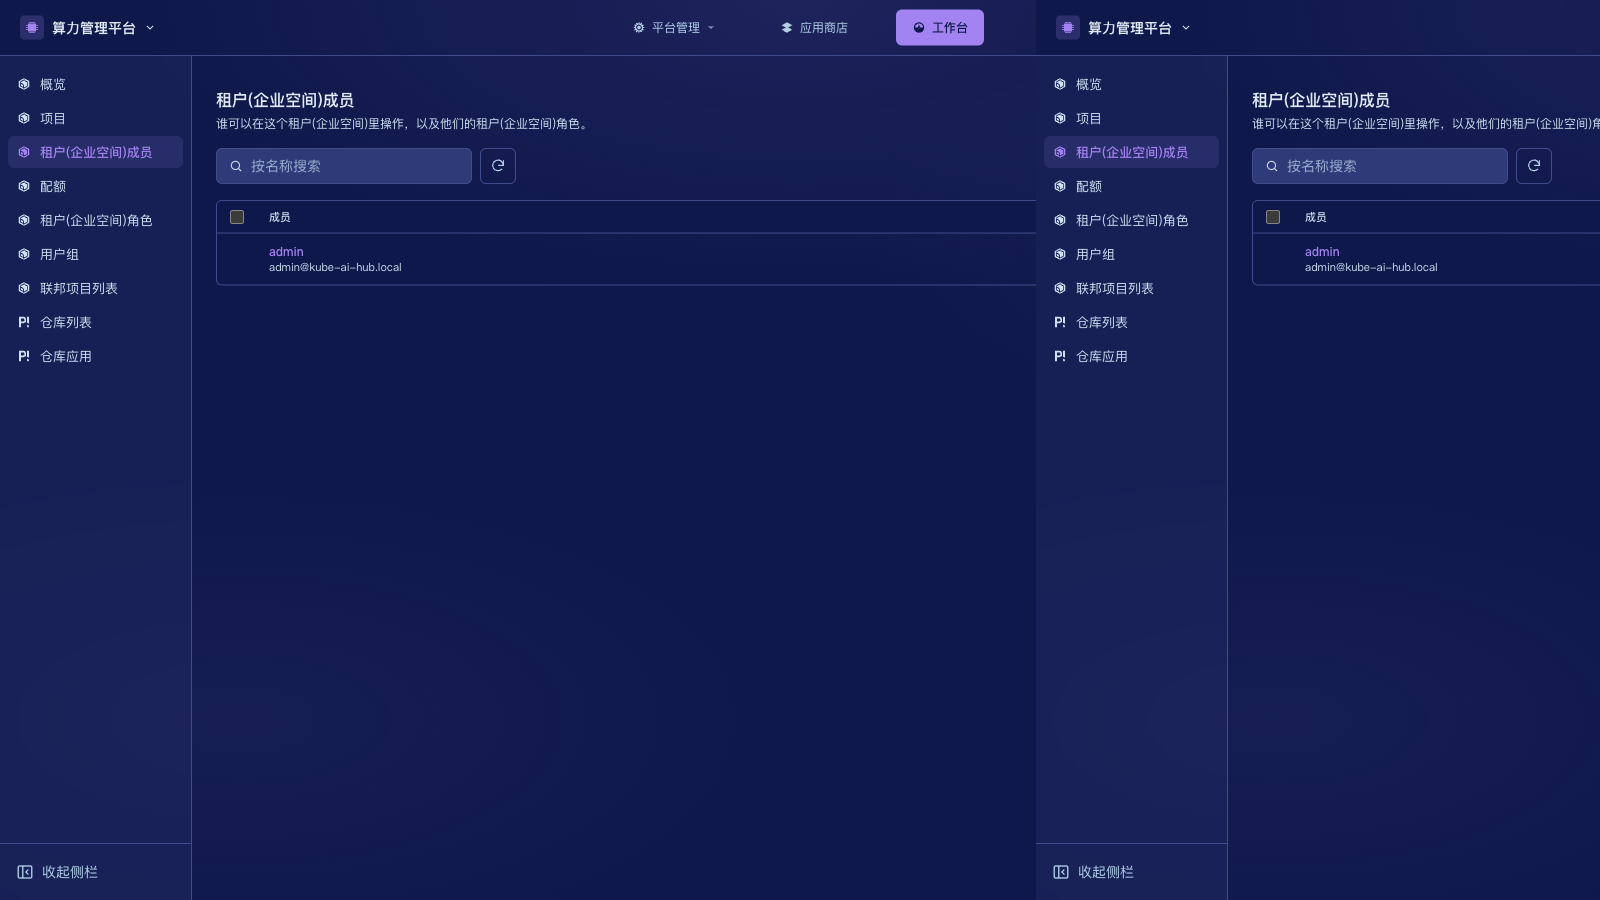 算力管理平台
平台管理
应用商店
工作台
概览
项目
租户(企业空间)成员
配额
租户(企业空间)角色
用户组
联邦项目列表
P! 仓库列表
P! 仓库应用
收起侧栏
租户(企业空间)成员
谁可以在这个租户(企业空间)里操作，以及他们的租户(企业空间)角色。
按名称搜索
成员
admin
admin@kube-ai-hub.local
算力管理平台
概览
项目
租户(企业空间)成员
配额
租户(企业空间)角色
用户组
联邦项目列表
P! 仓库列表
P! 仓库应用
收起侧栏
租户(企业空间)成员
谁可以在这个租户(企业空间)里操作，以及他们的租户(企业空间)角
按名称搜索
成员
admin
admin@kube-ai-hub.local